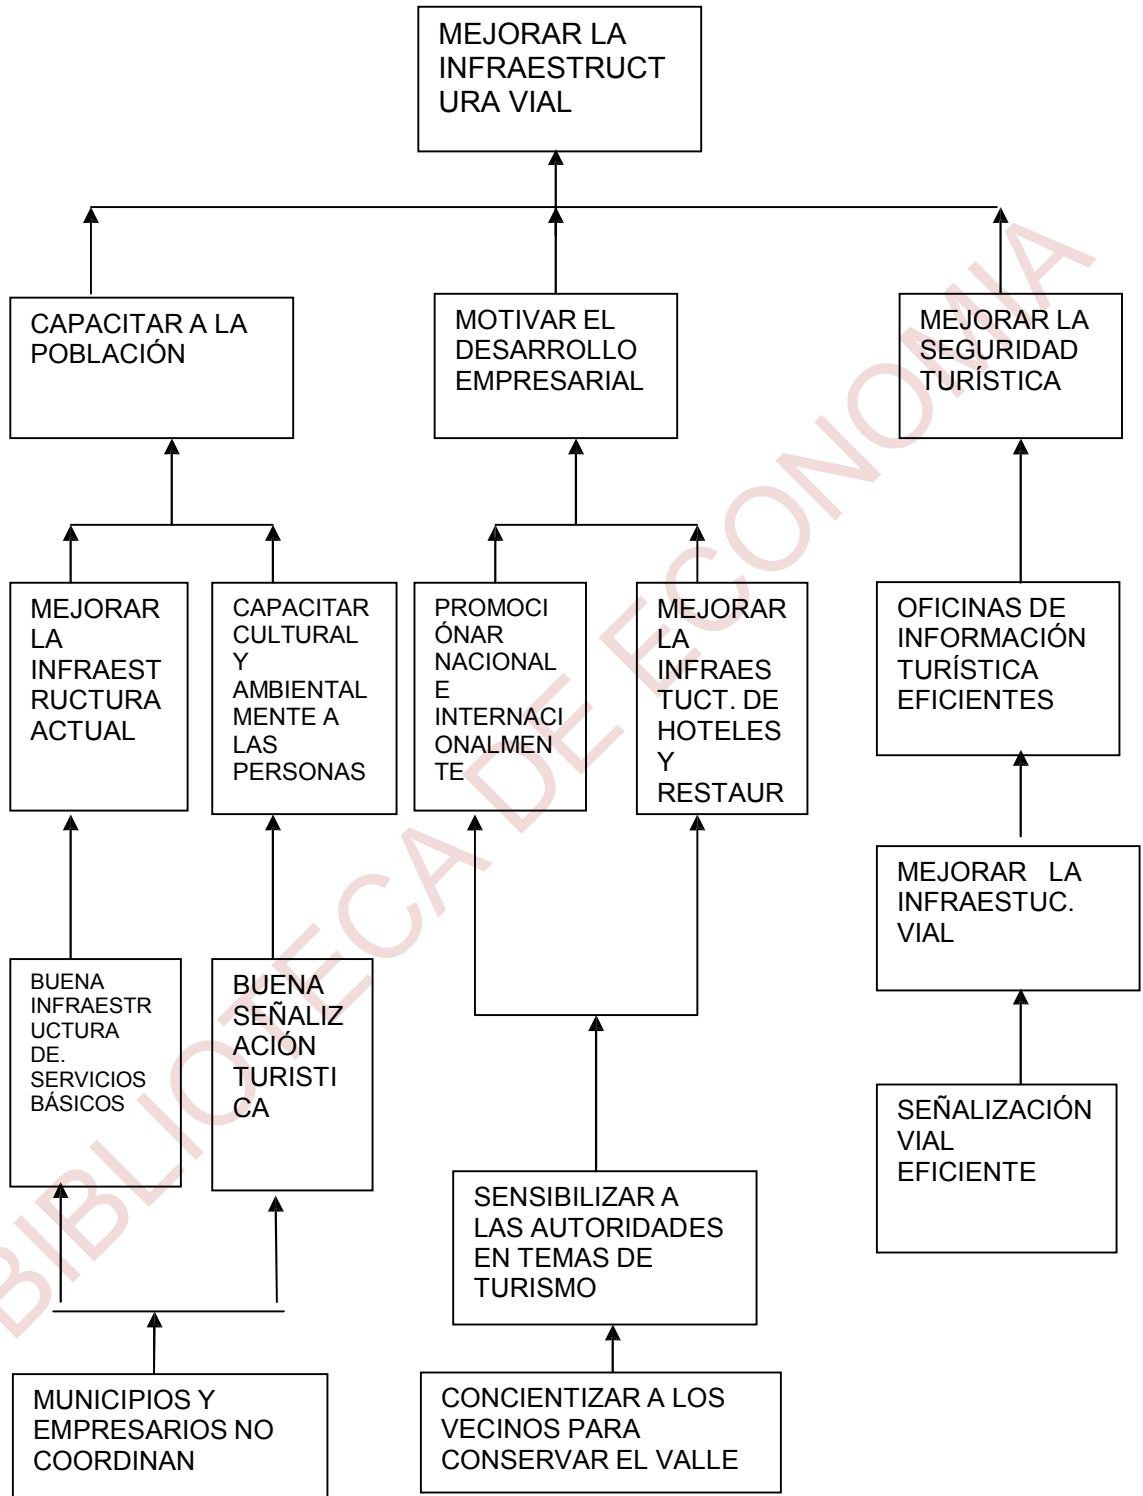 MEJORAR LA
INFRAESTRUCT
URA VIAL
CAPACITAR A LA
POBLACIÓN
MOTIVAR EL
DESARROLLO
EMPRESARIAL
MEJORAR LA
SEGURIDAD
TURÍSTICA
MEJORAR
LA
INFRAEST
RUCTURA
ACTUAL
CAPACITAR
CULTURAL
Y
AMBIENTAL
MENTE A
LAS
PERSONAS
PROMOCI
ÓNAR
NACIONAL
E
INTERNACI
ONALMEN
TE
MEJORAR
LA
INFRAES
TUCT. DE
HOTELES
Y
RESTAUR
OFICINAS DE
INFORMACIÓN
TURÍSTICA
EFICIENTES
MEJORAR LA
INFRAESTUC.
VIAL
BUENA
INFRAESTR
UCTURA
DE.
SERVICIOS
BÁSICOS
BUENA
SEÑALIZ
ACIÓN
TURISTI
CA
SEÑALIZACIÓN
VIAL
EFICIENTE
SENSIBILIZAR A
LAS AUTORIDADES
EN TEMAS DE
TURISMO
MUNICIPIOS Y
EMPRESARIOS NO
COORDINAN
CONCIENTIZAR A LOS
VECINOS PARA
CONSERVAR EL VALLE
BIBLIOTECA DE ECONOMIA